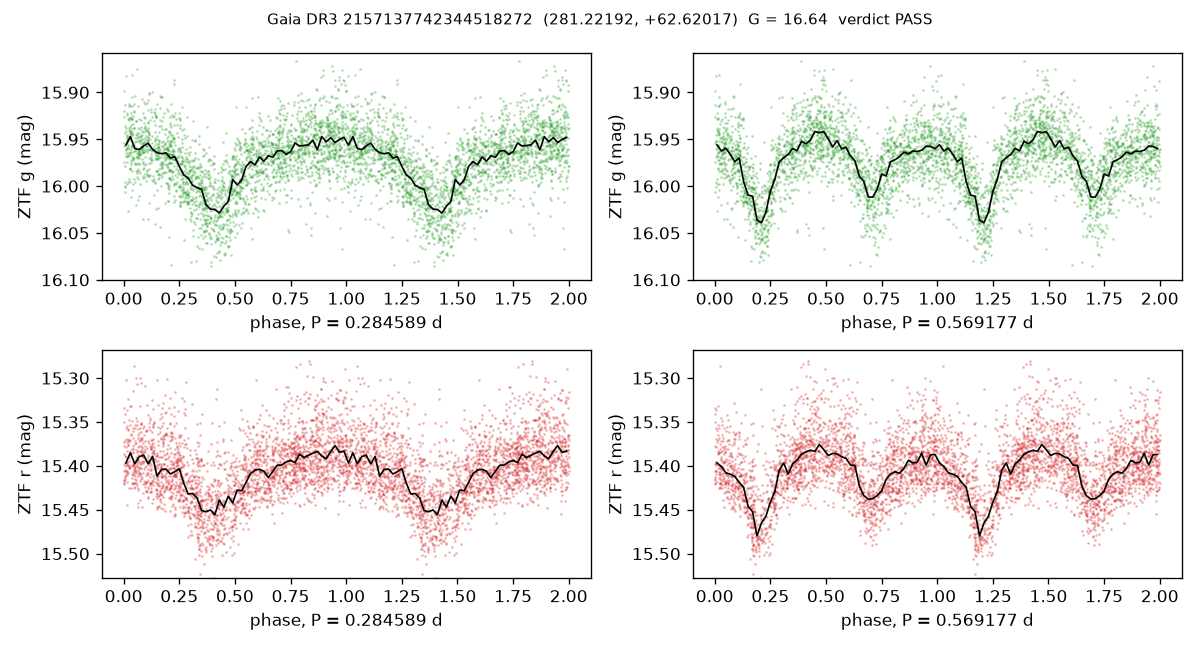 Gaia DR3 2157137742344518272 (281.22192, +62.62017) G = 16.64 verdict PASS
ZTF g (mag)
15.90
15.95
16.00
16.05
16.10
0.00 0.25 0.50 0.75 1.00 1.25 1.50 1.75 2.00
phase, P = 0.284589 d
ZTF g (mag)
15.90
15.95
16.00
16.05
16.10
0.00 0.25 0.50 0.75 1.00 1.25 1.50 1.75 2.00
phase, P = 0.569177 d
ZTF r (mag)
15.30
15.35
15.40
15.45
15.50
0.00 0.25 0.50 0.75 1.00 1.25 1.50 1.75 2.00
phase, P = 0.284589 d
ZTF r (mag)
15.30
15.35
15.40
15.45
15.50
0.00 0.25 0.50 0.75 1.00 1.25 1.50 1.75 2.00
phase, P = 0.569177 d